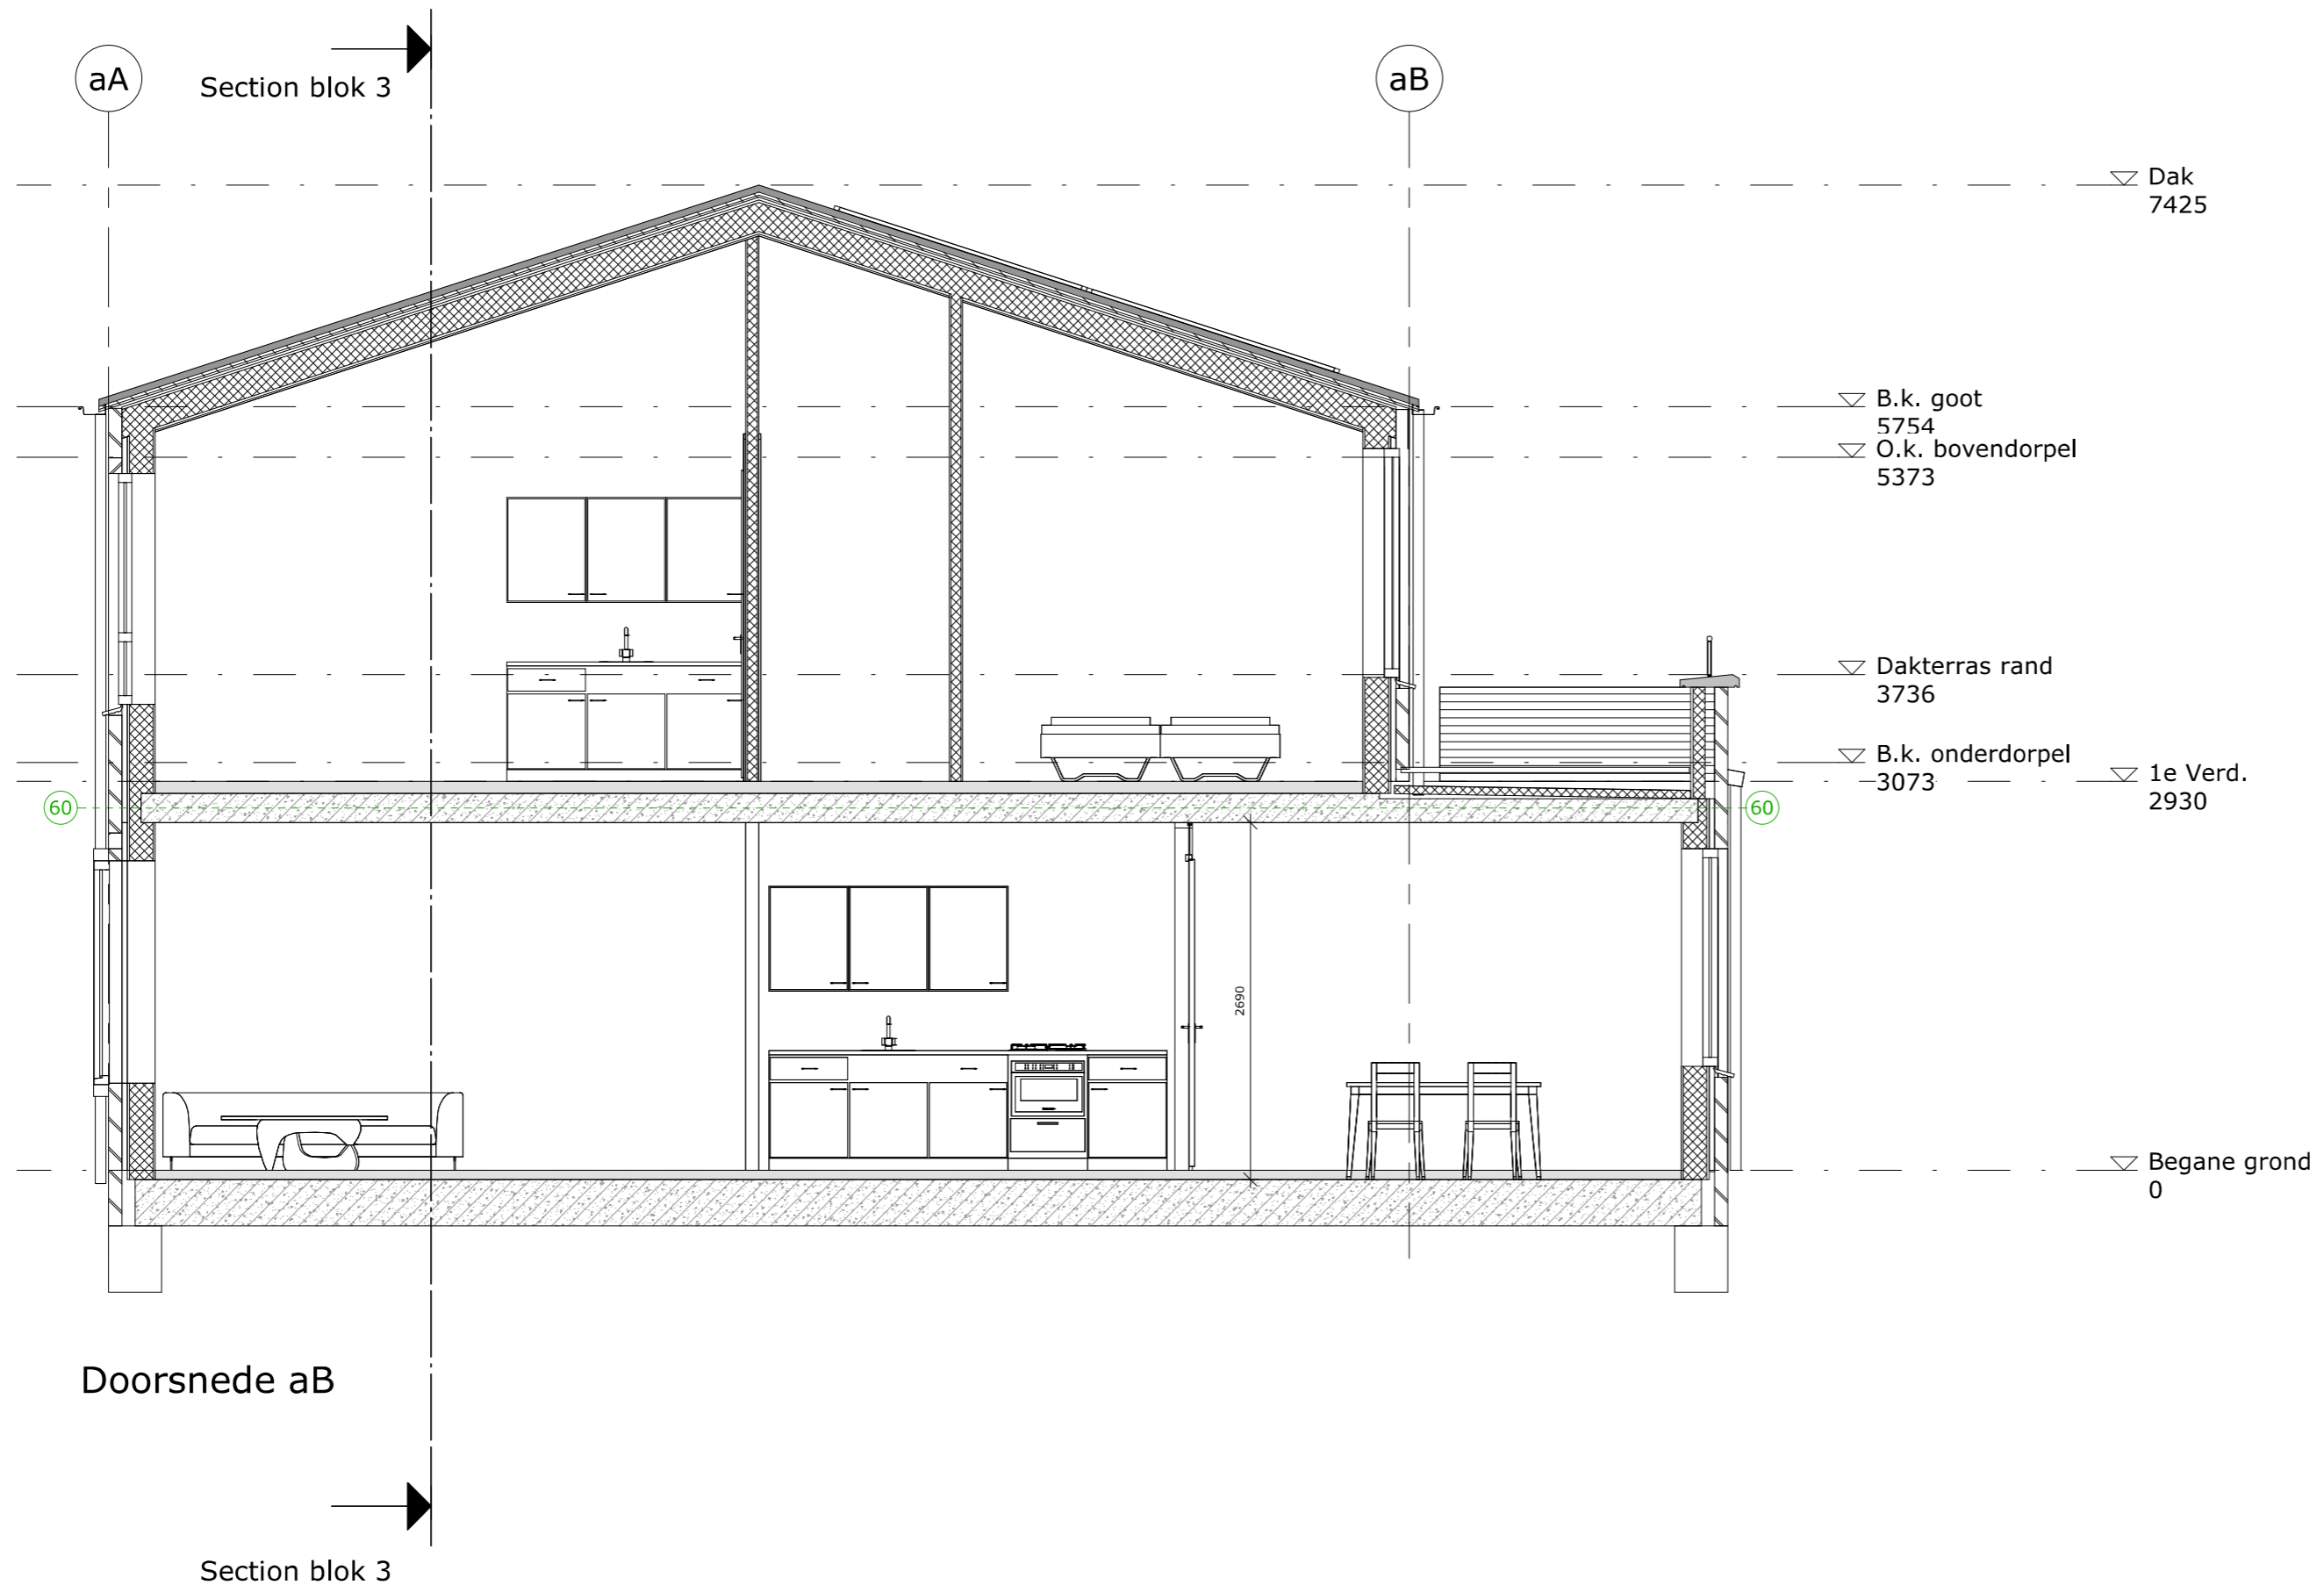 aA
Section blok 3
aB
Dak
7425
B.k. goot
5754
O.k. bovendorpel
5373
Dakterras rand
3736
B.k. onderdorpel
3073
1e Verd.
2930
60
60
2690
Begane grond
0
Doorsnede aB
Section blok 3